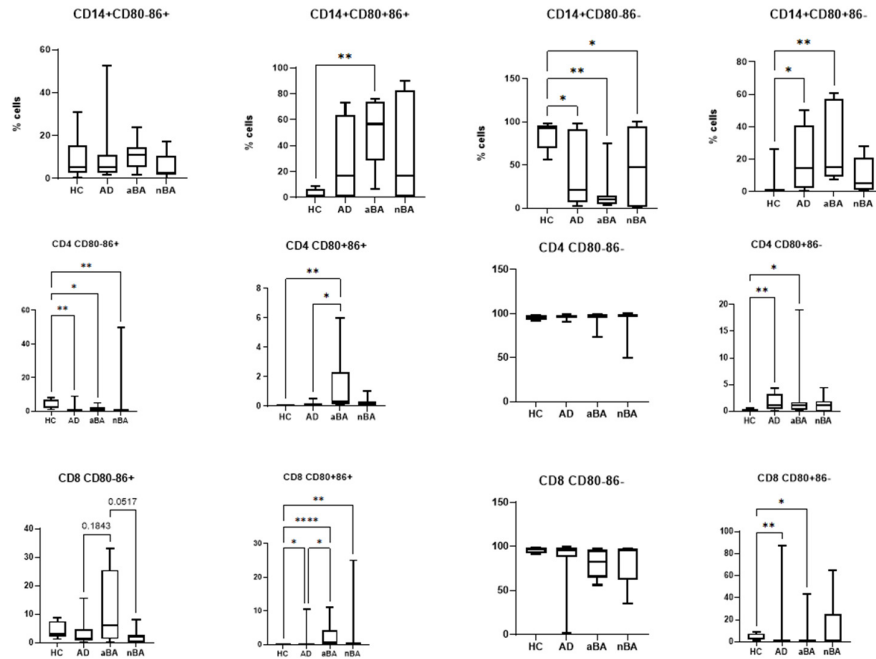 CD14+CD80-86+
% cells
60
40
20
0
HC AD aBA nBA
CD14+CD80+86+
% cells
**
100
80
60
40
20
0
HC AD aBA nBA
CD14+CD80-86-
% cells
*
**
*
150
100
50
0
HC AD aBA nBA
CD14+CD80+86-
% cells
**
*
80
60
40
20
0
HC AD aBA nBA
CD4 CD80-86+
**
*
**
60
40
20
0
HC AD aBA nBA
CD4 CD80+86+
**
*
8
6
4
2
0
HC AD aBA nBA
CD4 CD80-86-
150
100
50
0
HC AD aBA nBA
CD4 CD80+86-
*
**
25
20
15
10
5
0
HC AD aBA nBA
CD8 CD80-86+
0.0517
0.1843
40
30
20
10
0
HC AD aBA nBA
CD8 CD80+86+
**
****
* *
30
20
10
0
HC AD aBA nBA
CD8 CD80-86-
150
100
50
0
HC AD aBA nBA
CD8 CD80+86-
*
**
100
80
60
40
20
0
HC AD aBA nBA